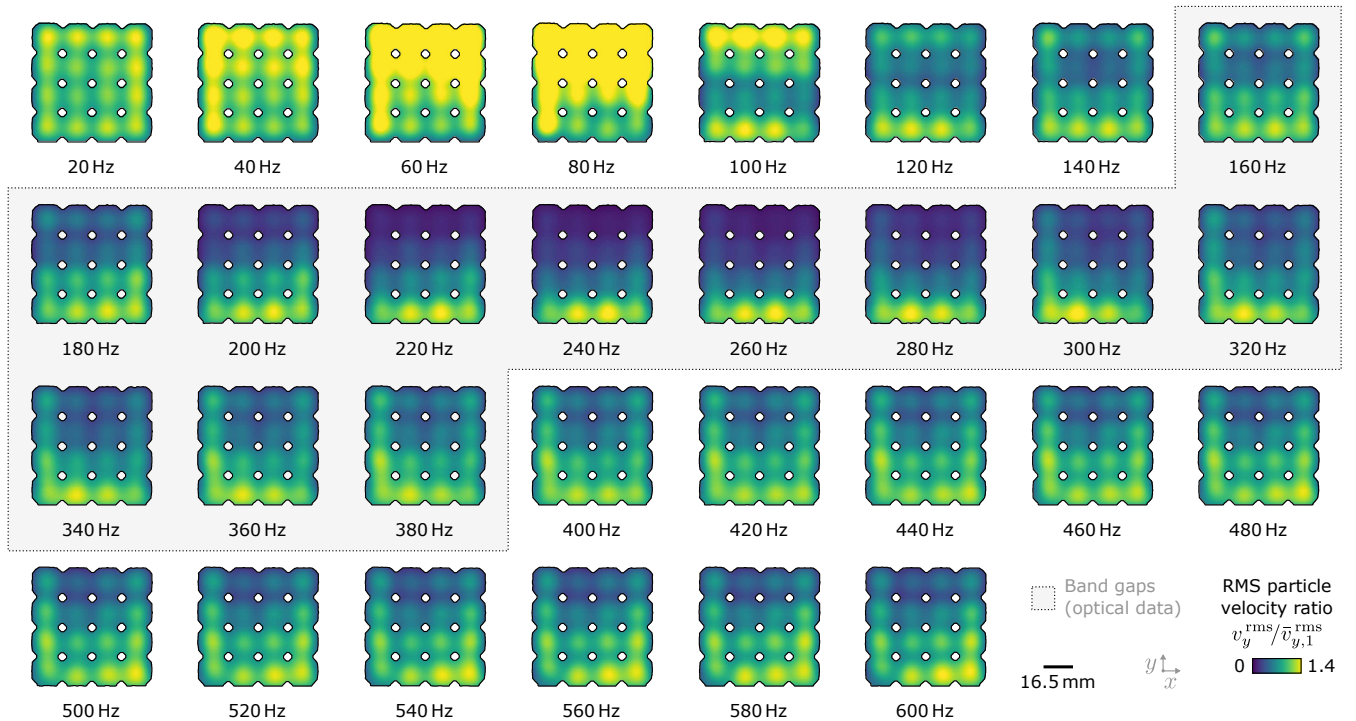 20 Hz 40 Hz 60 Hz 80 Hz 100 Hz 120 Hz 140 Hz 160 Hz
180 Hz 200 Hz 220 Hz 240 Hz 260 Hz 280 Hz 300 Hz 320 Hz
340 Hz 360 Hz 380 Hz 400 Hz 420 Hz 440 Hz 460 Hz 480 Hz
500 Hz 520 Hz 540 Hz 560 Hz 580 Hz 600 Hz
Band gaps
(optical data)
16.5 mm
y
x
RMS particle
velocity ratio
v_y^rms/v̄_{y,1}^rms
0 1.4